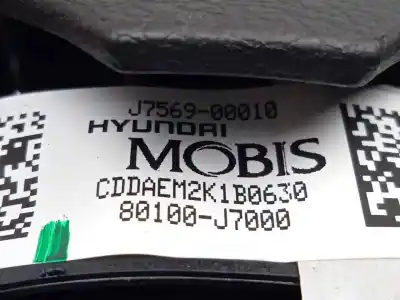 J7569-00010
HYUNDAI
MOBIS
CDDAEM2K1B0630
80100-J7000